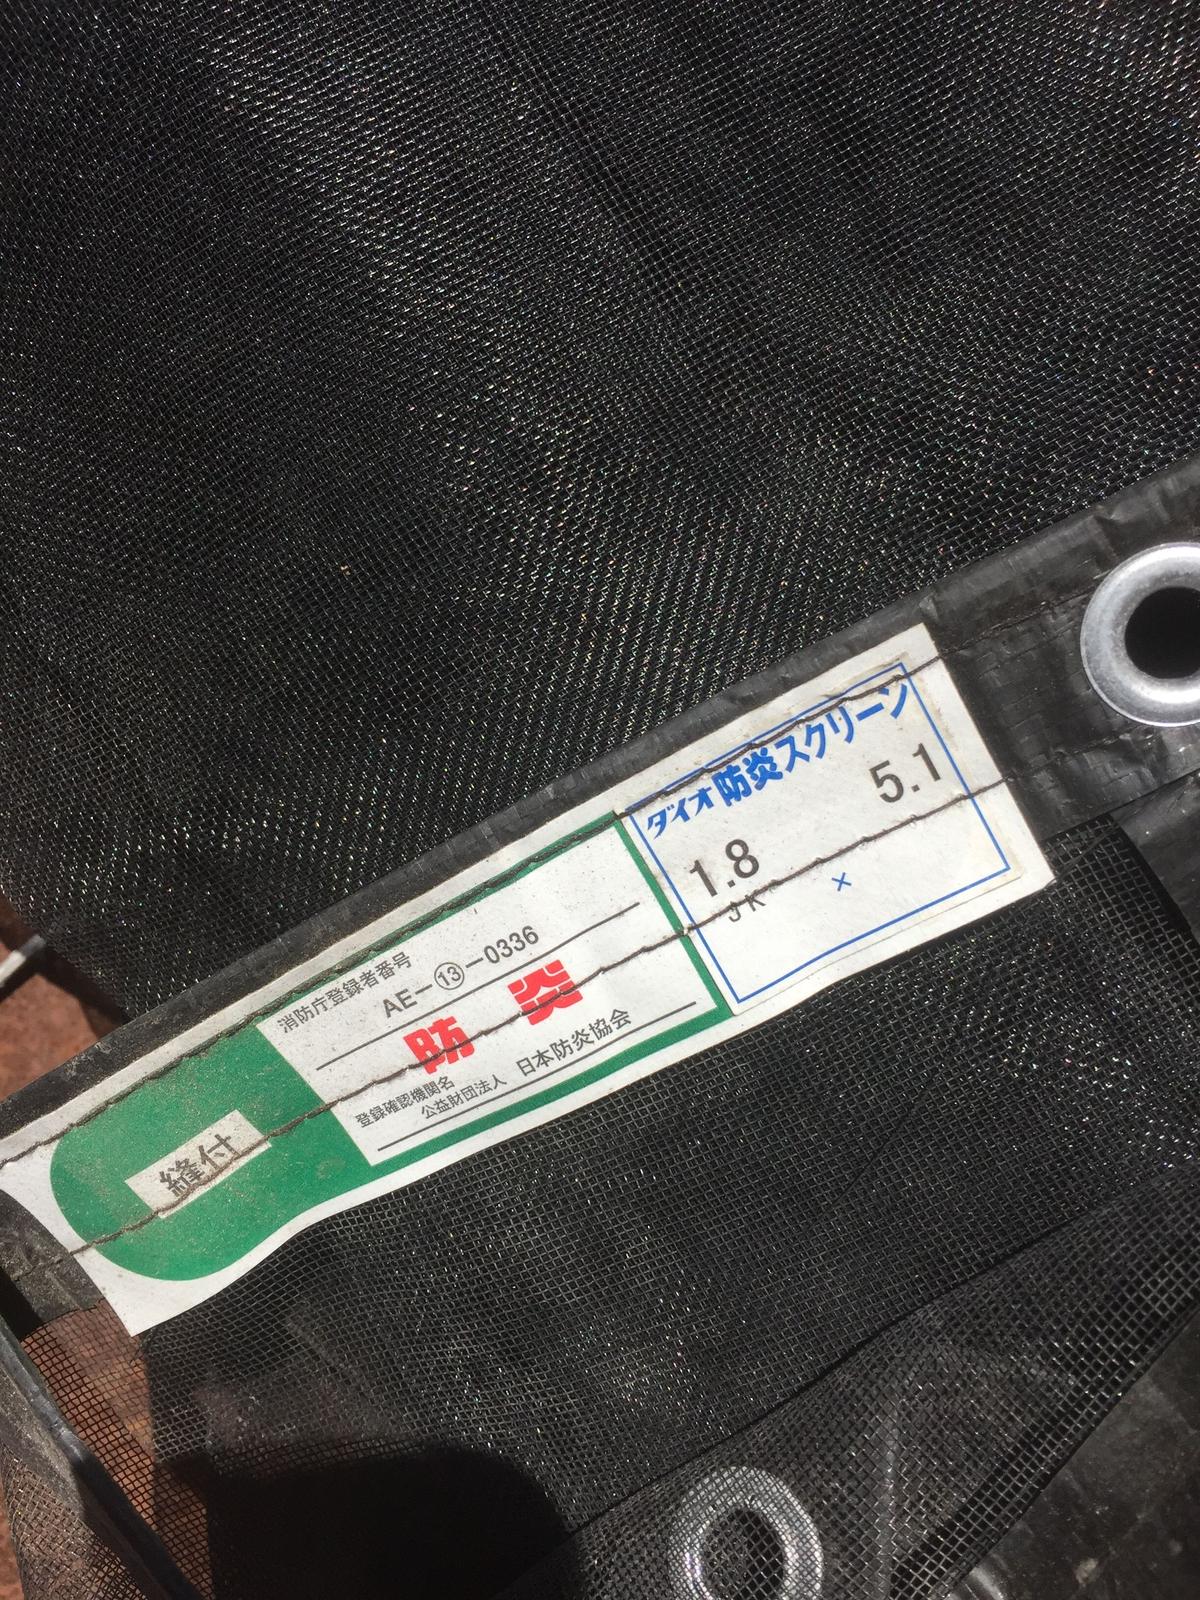 縫付
消防庁登録者番号
AE-⑬-0336
防炎
登録確認機関名
公益財団法人 日本防炎協会
ダイオ防炎スクリーン
1.8 × 5.1
JK